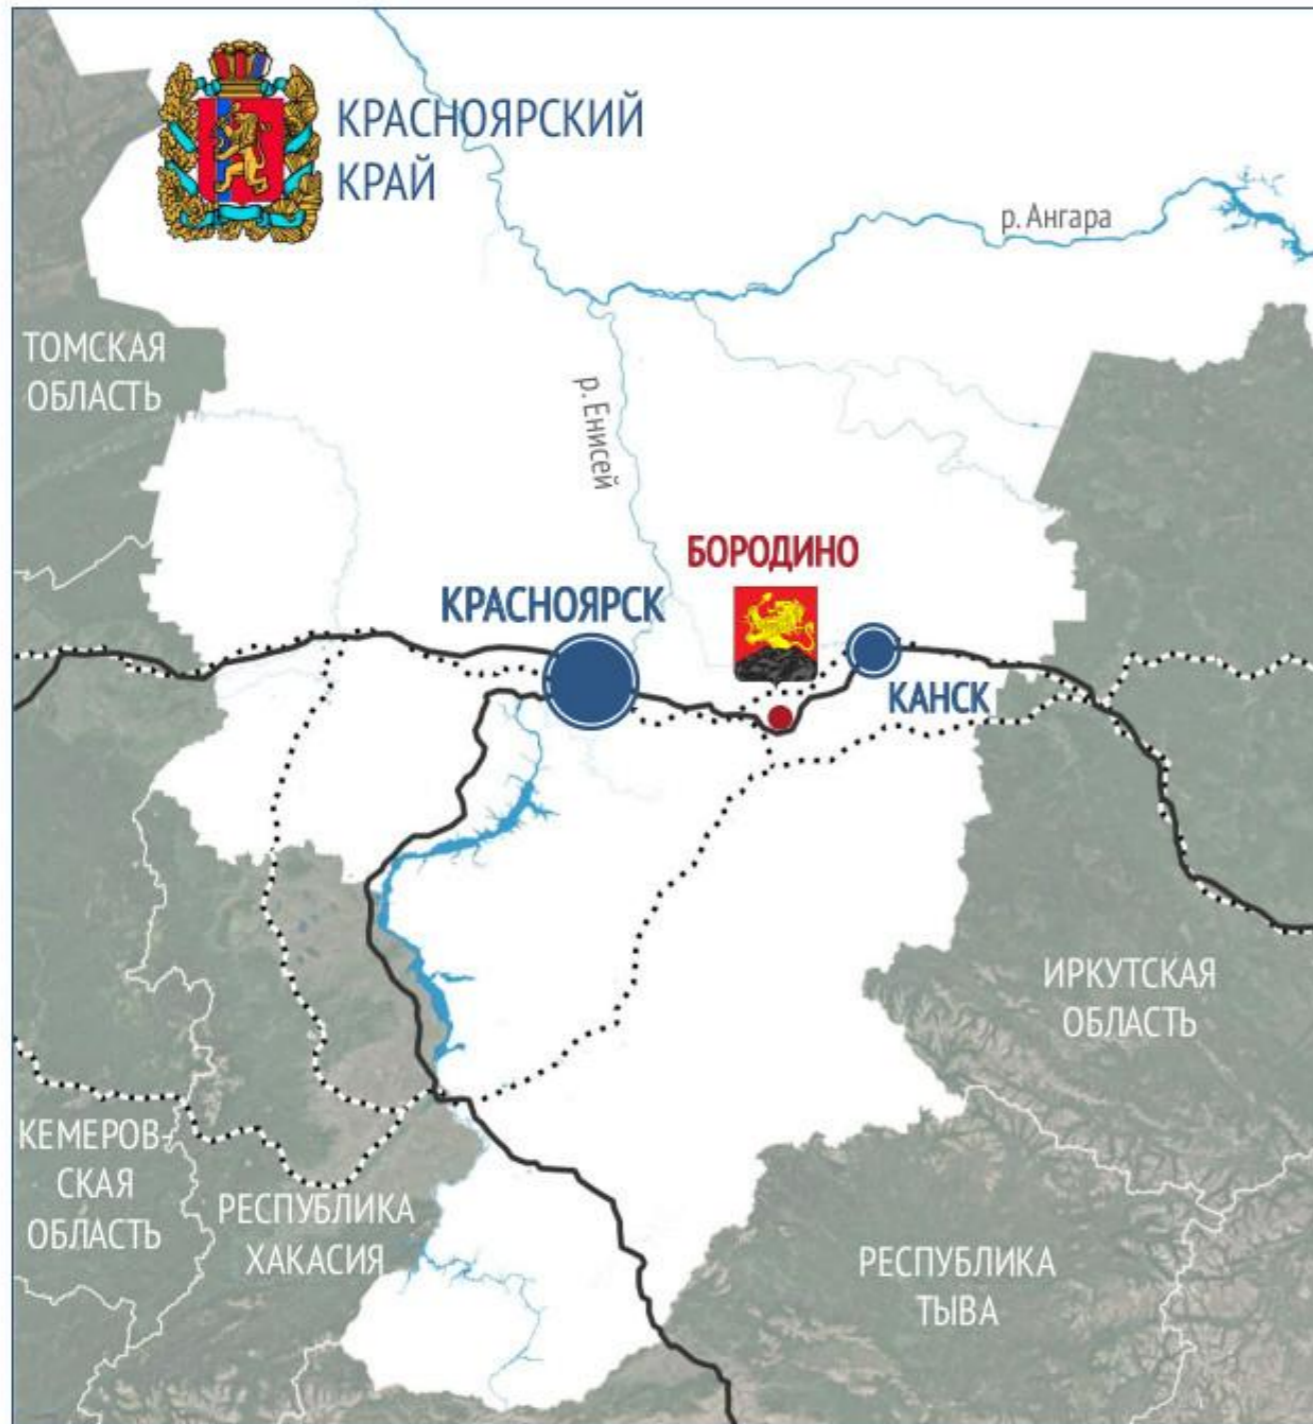 КРАСНОЯРСКИЙ
КРАЙ
р. Ангара
ТОМСКАЯ
ОБЛАСТЬ
р. Енисей
БОРОДИНО
КРАСНОЯРСК
КАНСК
ИРКУТСКАЯ
ОБЛАСТЬ
КЕМЕРОВ-
СКАЯ
ОБЛАСТЬ
РЕСПУБЛИКА
ХАКАСИЯ
РЕСПУБЛИКА
ТЫВА